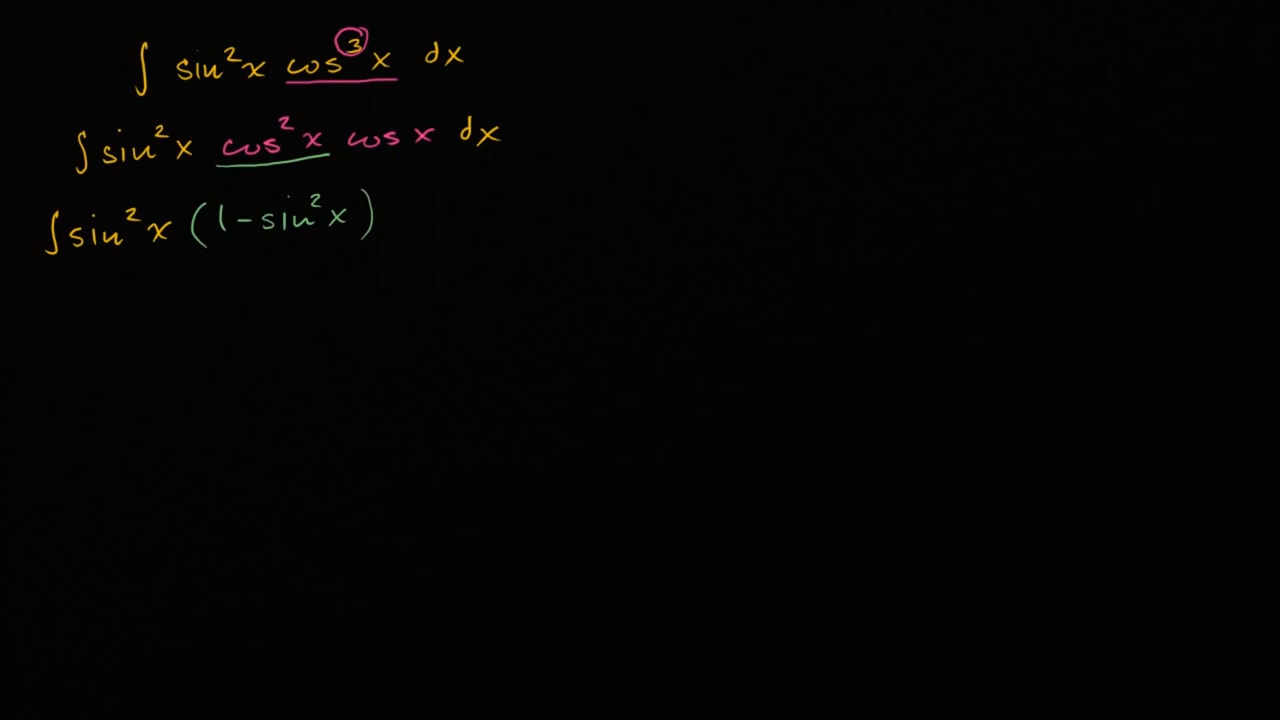 ∫ sin²x cos³x dx
∫ sin²x cos²x cos x dx
∫ sin²x (1-sin²x)